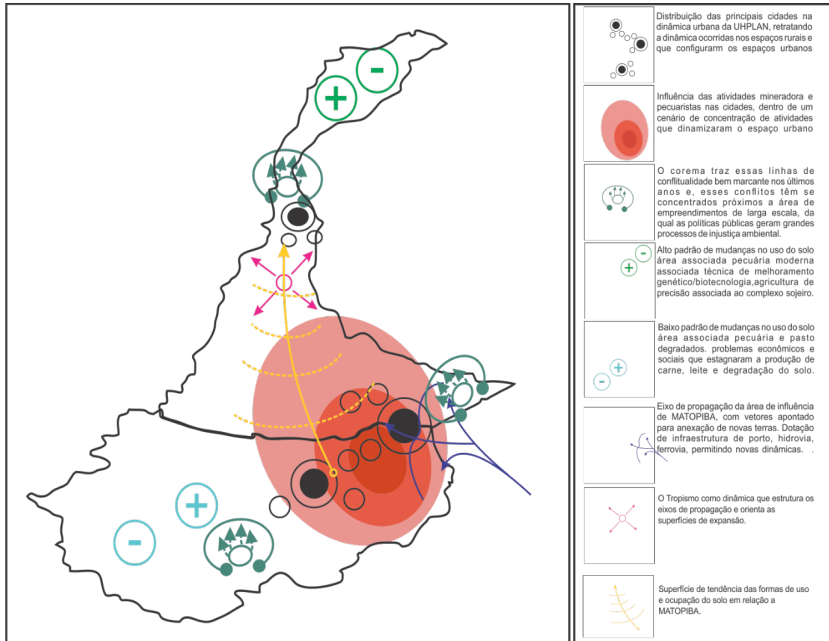 Distribuição das principais cidades na
dinâmica urbana da UHPLAN, retratando
a dinâmica ocorridas nos espaços rurais e
que configuraram os espaços urbanos
Influência das atividades mineradora e
pecuaristas nas cidades, dentro de um
cenário de concentração de atividades
que dinamizaram o espaço urbano
O corema traz essas linhas de
conflitualidade bem marcante nos últimos
anos e, esses conflitos têm se
concentrados próximos a área de
empreendimentos de larga escala, da
qual as políticas públicas geram grandes
processos de injustiça ambiental.
Alto padrão de mudanças no uso do solo
área associada pecuária moderna
associada técnica de melhoramento
genético/biotecnologia,agricultura de
precisão associada ao complexo sojeiro.
Baixo padrão de mudanças no uso do solo
área associada pecuária e pasto
degradados. problemas econômicos e
sociais que estagnaram a produção de
carne, leite e degradação do solo.
Eixo de propagação da área de influência
de MATOPIBA, com vetores apontado
para anexação de novas terras. Dotação
de infraestrutura de porto, hidrovia,
ferrovia, permitindo novas dinâmicas. .
O Tropismo como dinâmica que estrutura os
eixos de propagação e orienta as
superfícies de expansão.
Superfície de tendência das formas de uso
e ocupação do solo em relação a
MATOPIBA.